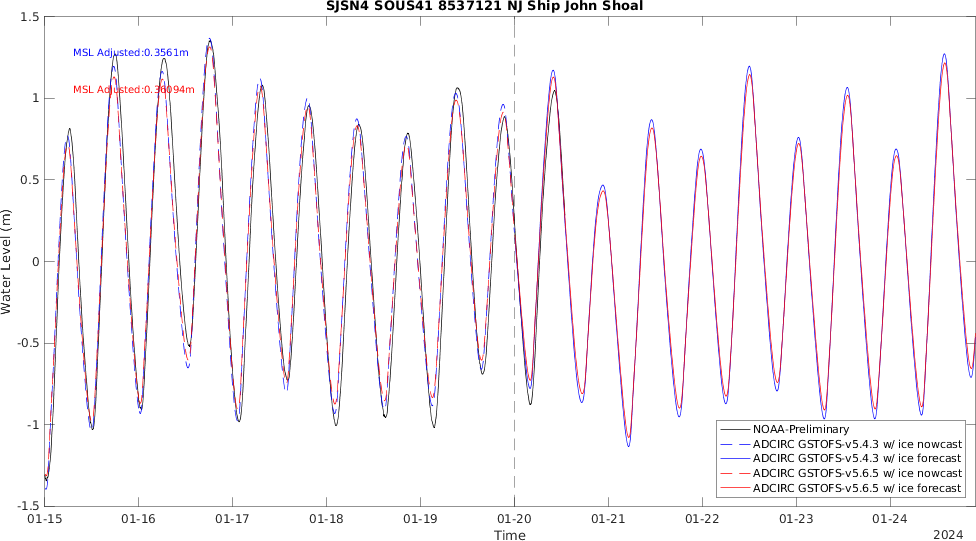 SJSN4 SOUS41 8537121 NJ Ship John Shoal
1.5
1
0.5
0
-0.5
-1
-1.5
Water Level (m)
MSL Adjusted:0.3561m
MSL Adjusted:0.36094m
NOAA-Preliminary
ADCIRC GSTOFS-v5.4.3 w/ ice nowcast
ADCIRC GSTOFS-v5.4.3 w/ ice forecast
ADCIRC GSTOFS-v5.6.5 w/ ice nowcast
ADCIRC GSTOFS-v5.6.5 w/ ice forecast
01-15 01-16 01-17 01-18 01-19 01-20 01-21 01-22 01-23 01-24
Time
2024